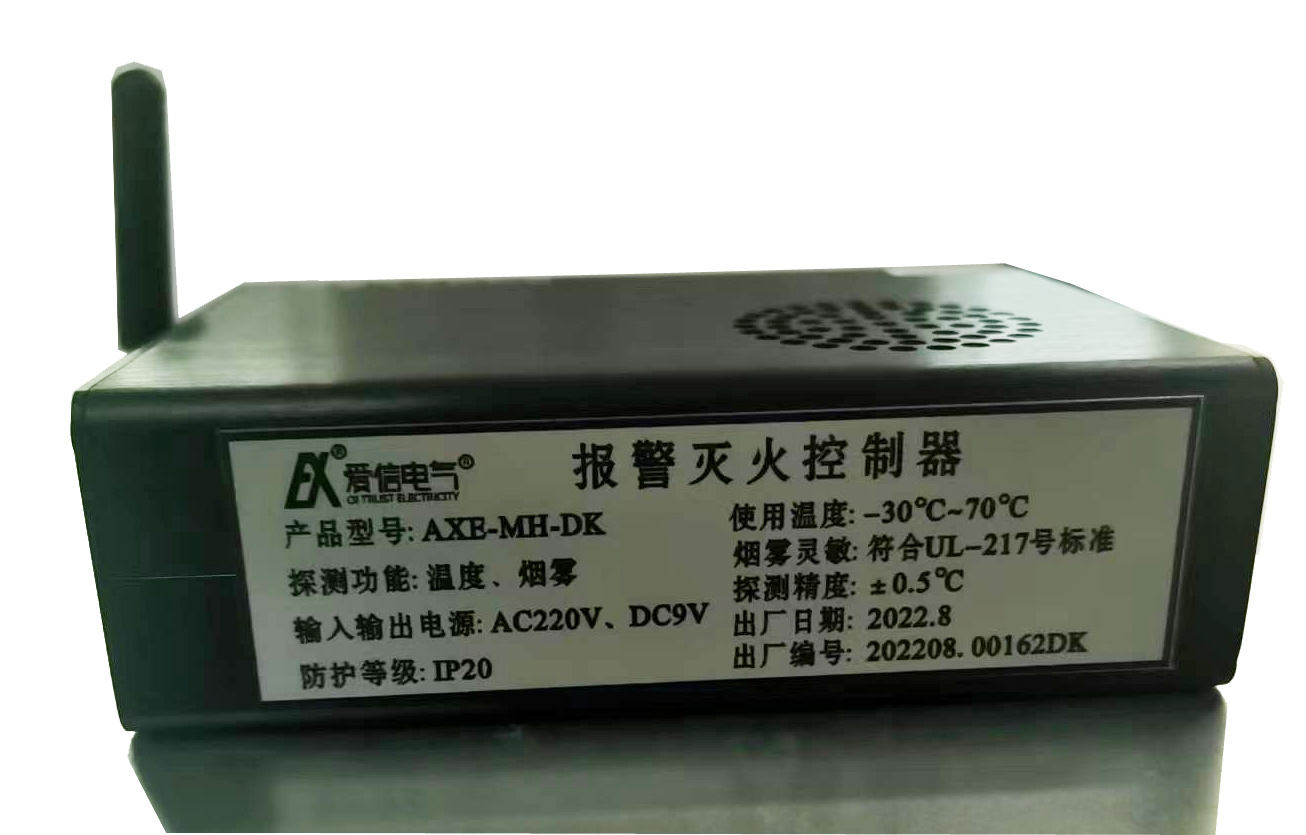 EX® 爱信电气®
OI TRUST ELECTRICITY
报警灭火控制器
产品型号: AXE-MH-DK
探测功能: 温度、烟雾
输入输出电源: AC220V、DC9V
防护等级: IP20
使用温度: -30℃~70℃
烟雾灵敏: 符合UL-217号标准
探测精度: ±0.5℃
出厂日期: 2022.8
出厂编号: 202208.00162DK